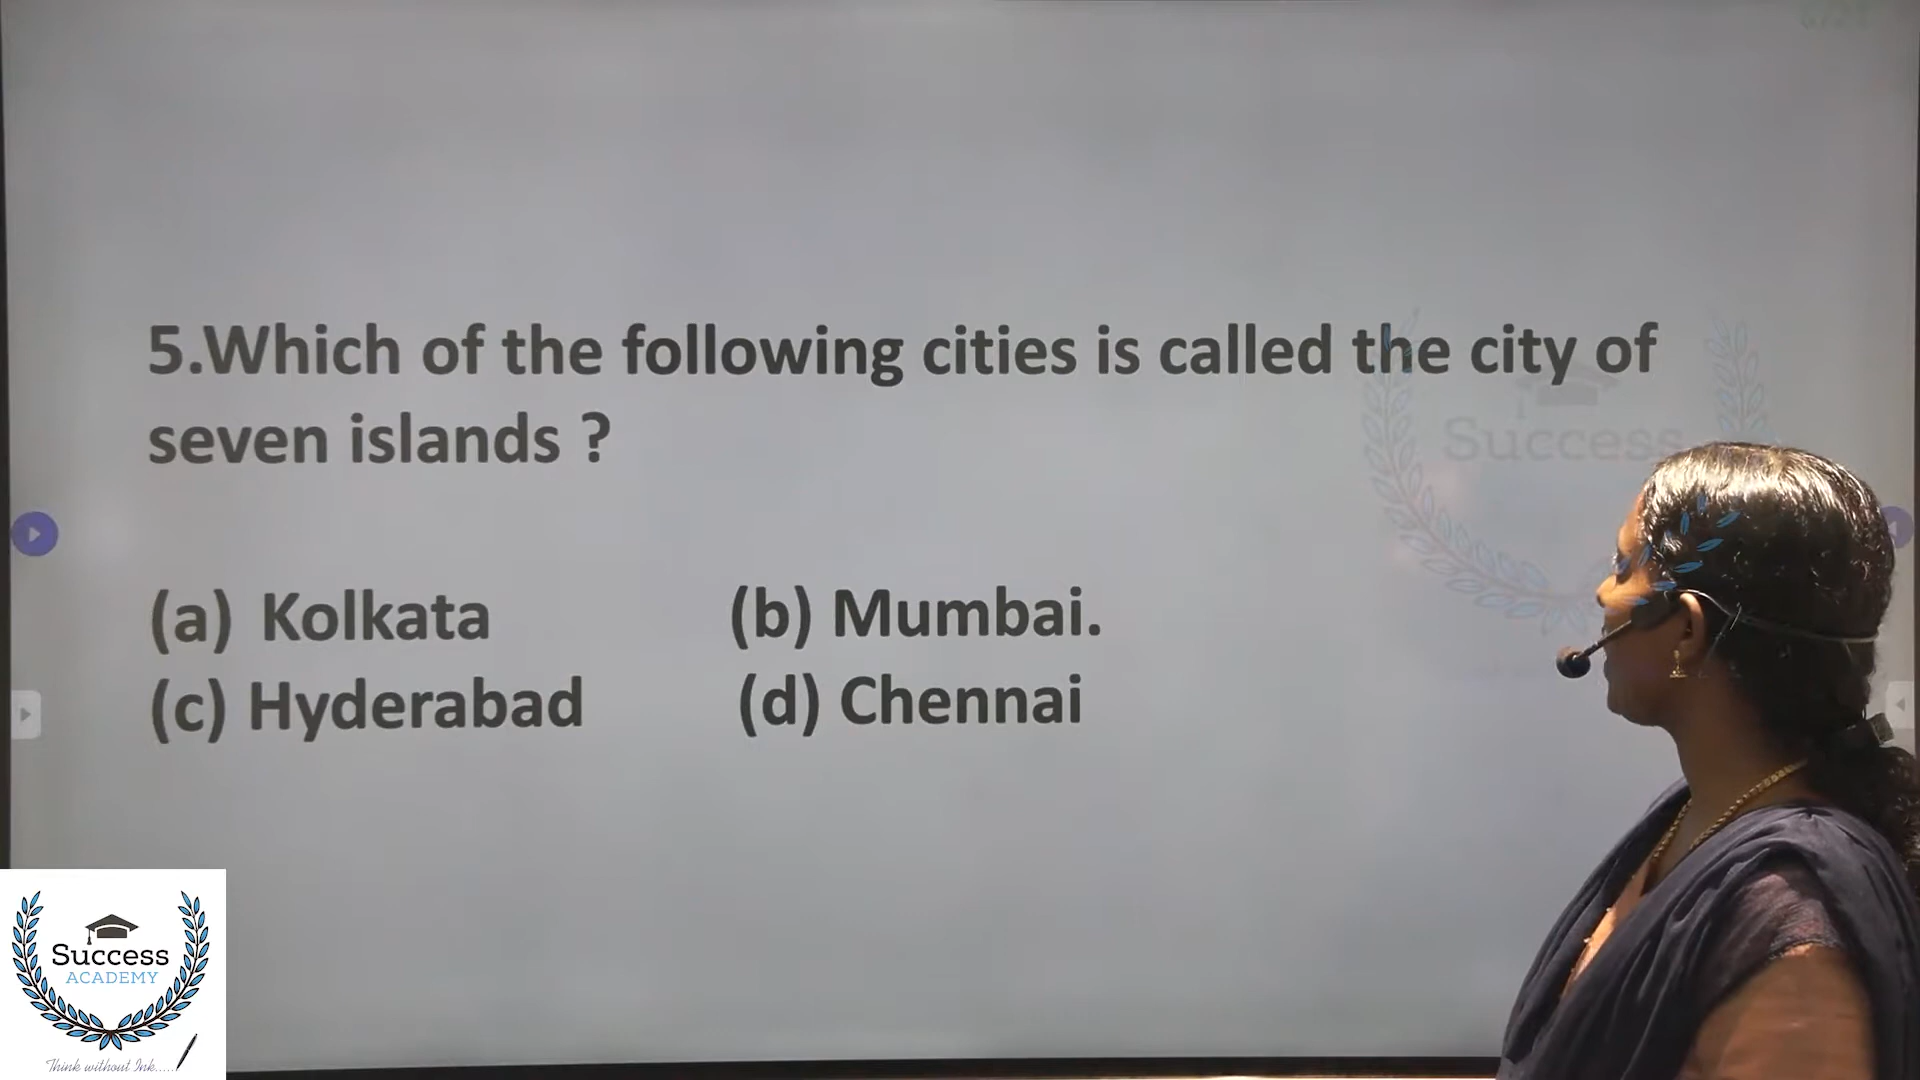 5.Which of the following cities is called the city of
seven islands ?
(a) Kolkata (b) Mumbai.
(c) Hyderabad (d) Chennai
Success
Success
ACADEMY
Think without Ink.....